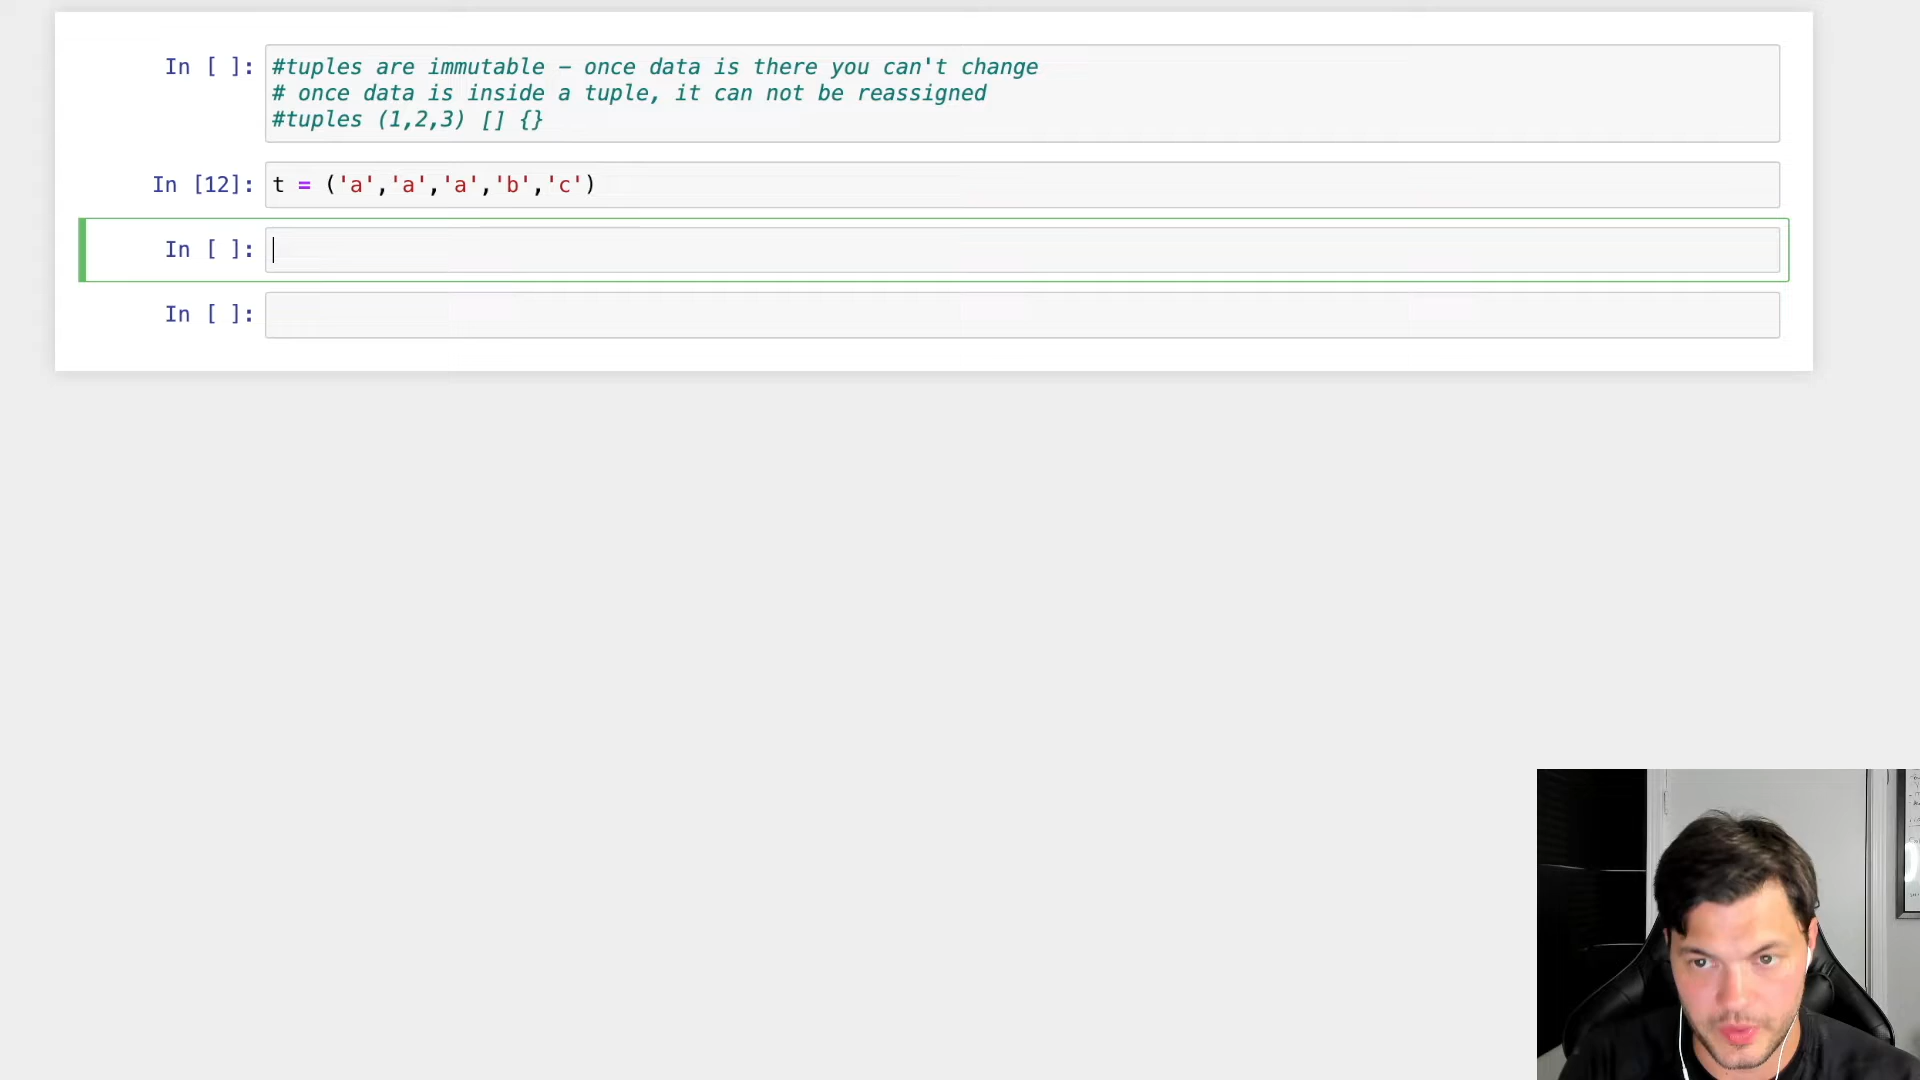 In [ ]: #tuples are immutable – once data is there you can't change
# once data is inside a tuple, it can not be reassigned
#tuples (1,2,3) [] {}
In [12]: t = ('a','a','a','b','c')
In [ ]:
In [ ]: